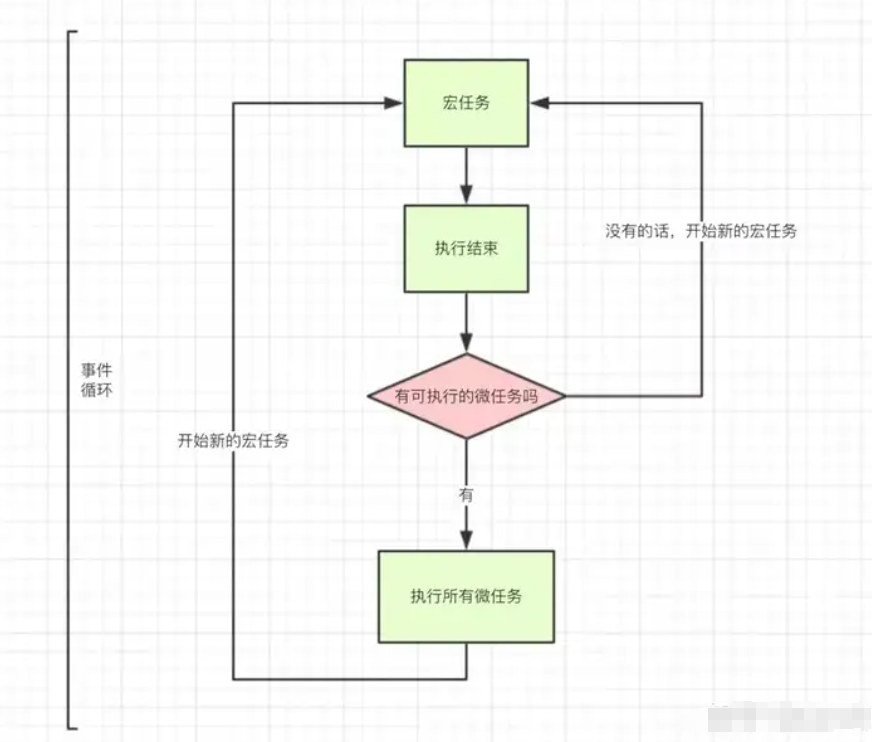 宏任务
执行结束
没有的话，开始新的宏任务
事件
循环
有可执行的微任务吗
开始新的宏任务
有
执行所有微任务